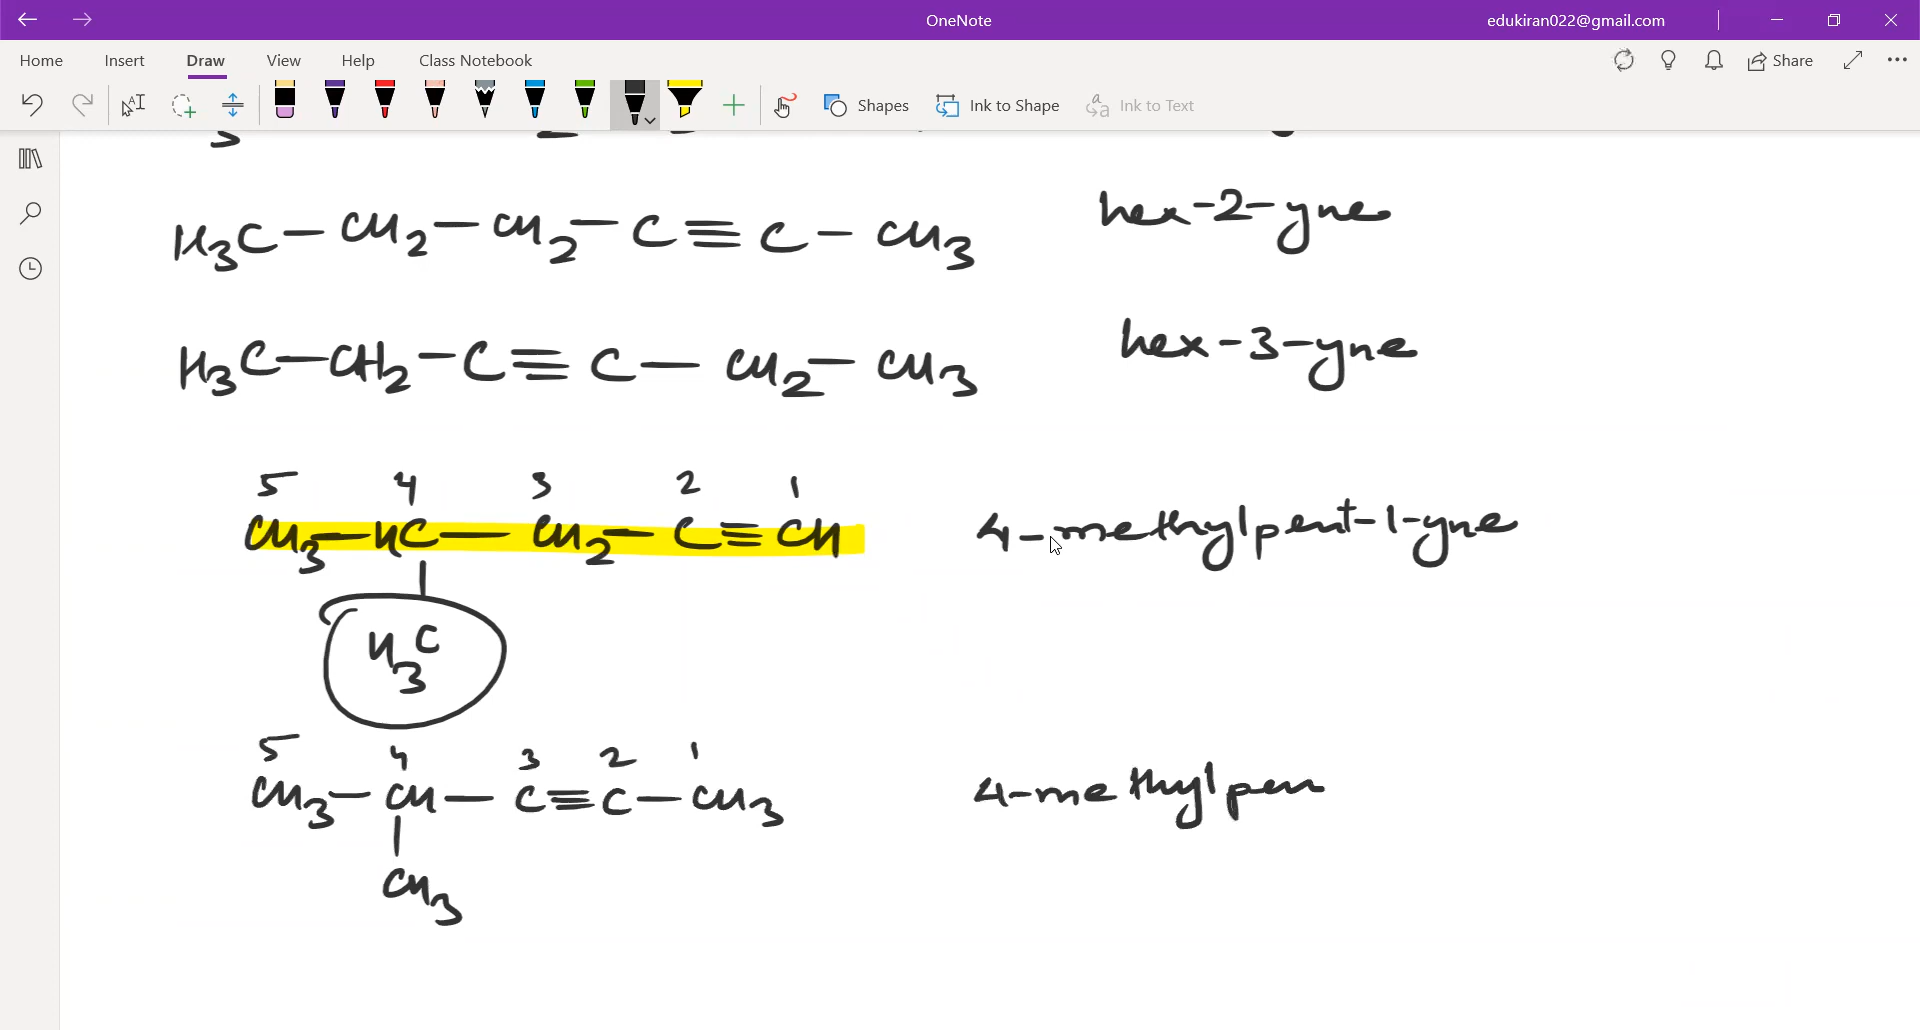 OneNote
edukiran022@gmail.com
Home Insert Draw View Help Class Notebook
Share
Shapes Ink to Shape Ink to Text
H3C-CH2-CH2-C≡C-CH3 hex-2-yne
H3C-CH2-C≡C-CH2-CH3 hex-3-yne
5 4 3 2 1
CH3-HC-CH2-C≡CH 4-methylpent-1-yne
|
H3C
5 4 3 2 1
CH3-CH-C≡C-CH3 4-methylpen
|
CH3